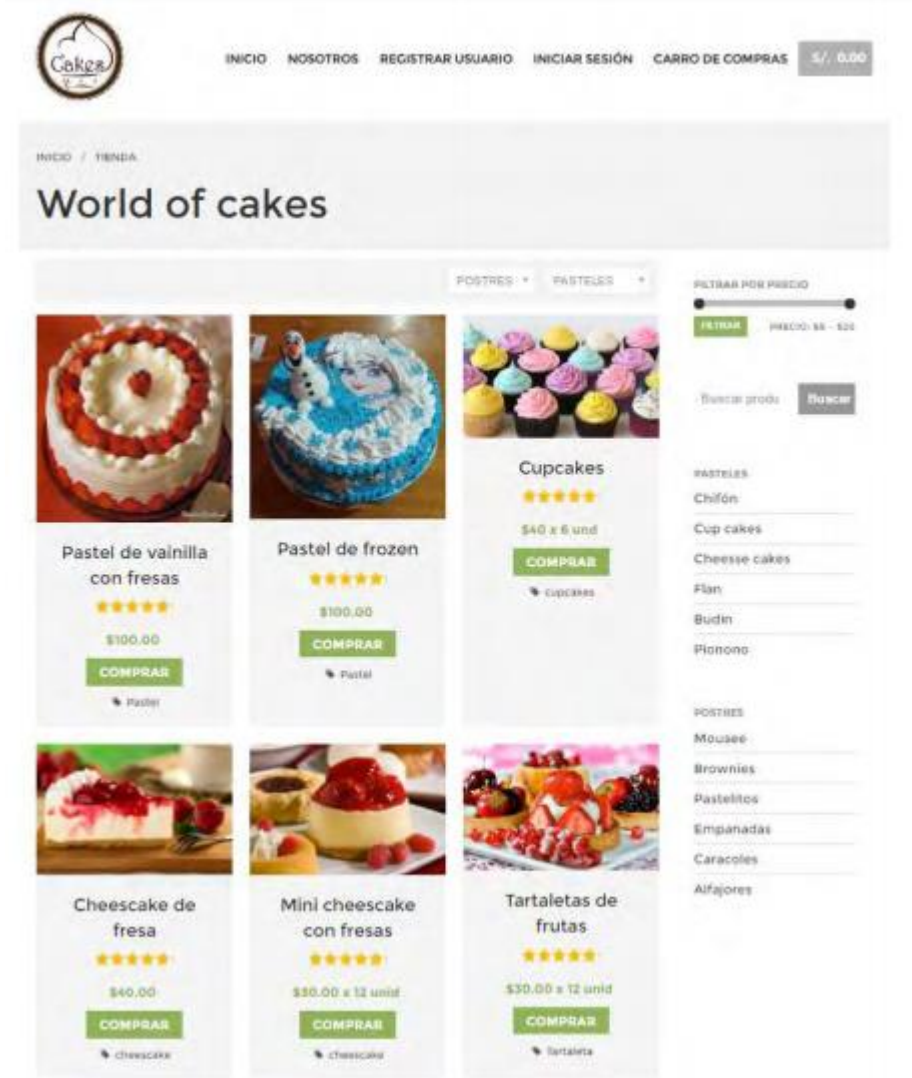 Cakes
INICIO NOSOTROS REGISTRAR USUARIO INICIAR SESIÓN CARRO DE COMPRAS S/. 0.00
INICIO / TIENDA
World of cakes
POSTRES PASTELES
Pastel de vainilla
con fresas
$100.00
COMPRAR
Pastel
Pastel de frozen
$100.00
COMPRAR
Pastel
Cupcakes
$40 x 6 und
COMPRAR
cupcakes
Cheescake de
fresa
$40.00
COMPRAR
cheescake
Mini cheescake
con fresas
$30.00 x 12 unid
COMPRAR
cheescake
Tartaletas de
frutas
$30.00 x 12 unid
COMPRAR
Tartaleta
FILTRAR POR PRECIO
FILTRAR PRECIO: - $20
Buscar produ Buscar
PASTELES
Chifón
Cup cakes
Cheesse cakes
Flan
Budin
Pionono
POSTRES
Mousee
Brownies
Pastelitos
Empanadas
Caracoles
Alfajores